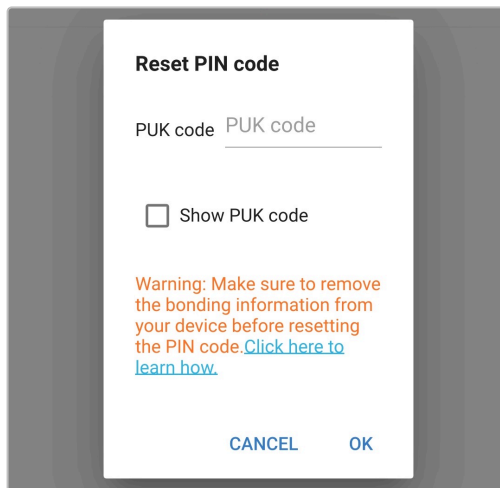 Reset PIN code
PUK code PUK code
Show PUK code
Warning: Make sure to remove
the bonding information from
your device before resetting
the PIN code.Click here to
learn how.
CANCEL OK